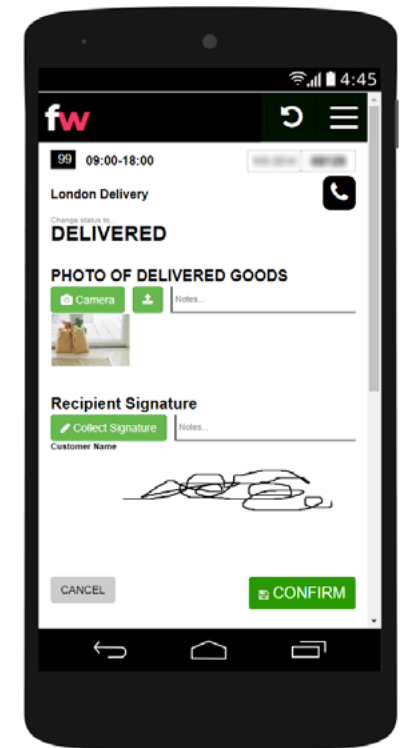 4:45
fw
99 09:00-18:00
London Delivery
Change status to...
DELIVERED
PHOTO OF DELIVERED GOODS
Camera Notes...
Recipient Signature
Collect Signature Notes...
Customer Name
CANCEL CONFIRM